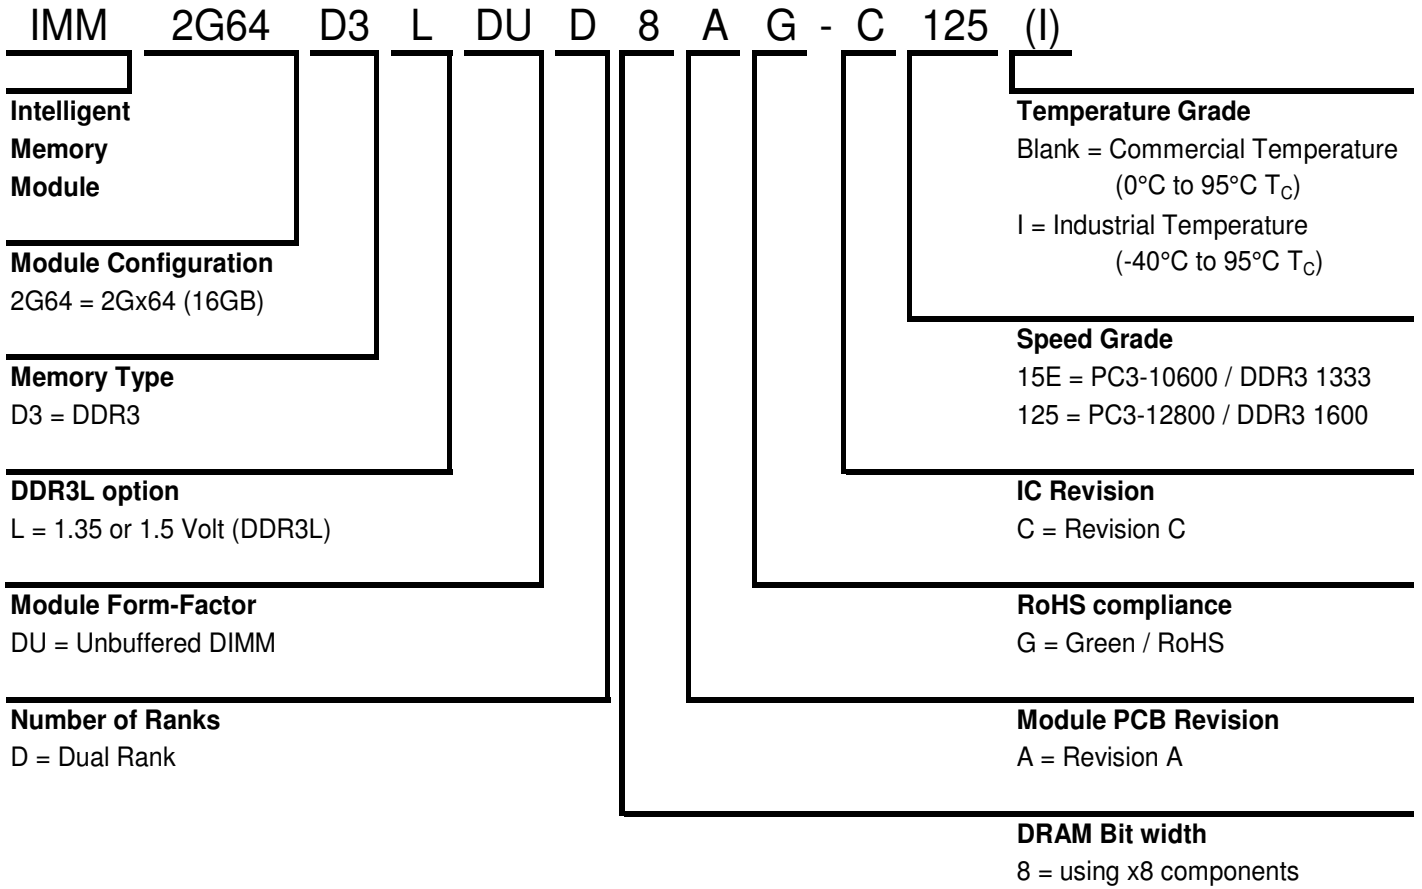 IMM 2G64 D3 L DU D 8 A G - C 125 (I)
Intelligent
Memory
Module
Module Configuration
2G64 = 2Gx64 (16GB)
Memory Type
D3 = DDR3
DDR3L option
L = 1.35 or 1.5 Volt (DDR3L)
Module Form-Factor
DU = Unbuffered DIMM
Number of Ranks
D = Dual Rank
Temperature Grade
Blank = Commercial Temperature
(0°C to 95°C TC)
I = Industrial Temperature
(-40°C to 95°C TC)
Speed Grade
15E = PC3-10600 / DDR3 1333
125 = PC3-12800 / DDR3 1600
IC Revision
C = Revision C
RoHS compliance
G = Green / RoHS
Module PCB Revision
A = Revision A
DRAM Bit width
8 = using x8 components